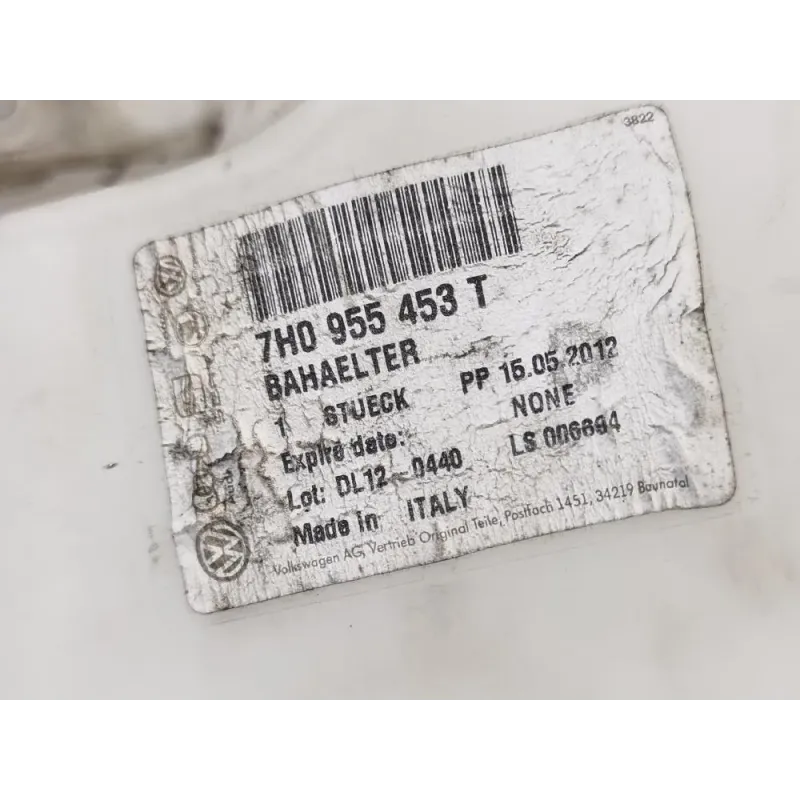 3822
7H0 955 453 T
BAHAELTER
1 STUECK PP 15.05.2012
Expire date: NONE
Lot: DL12-0440 LS 006694
Made in ITALY
Volkswagen AG, Vertrieb Original Teile, Postfach 1451, 34219 Baunatal
Audi